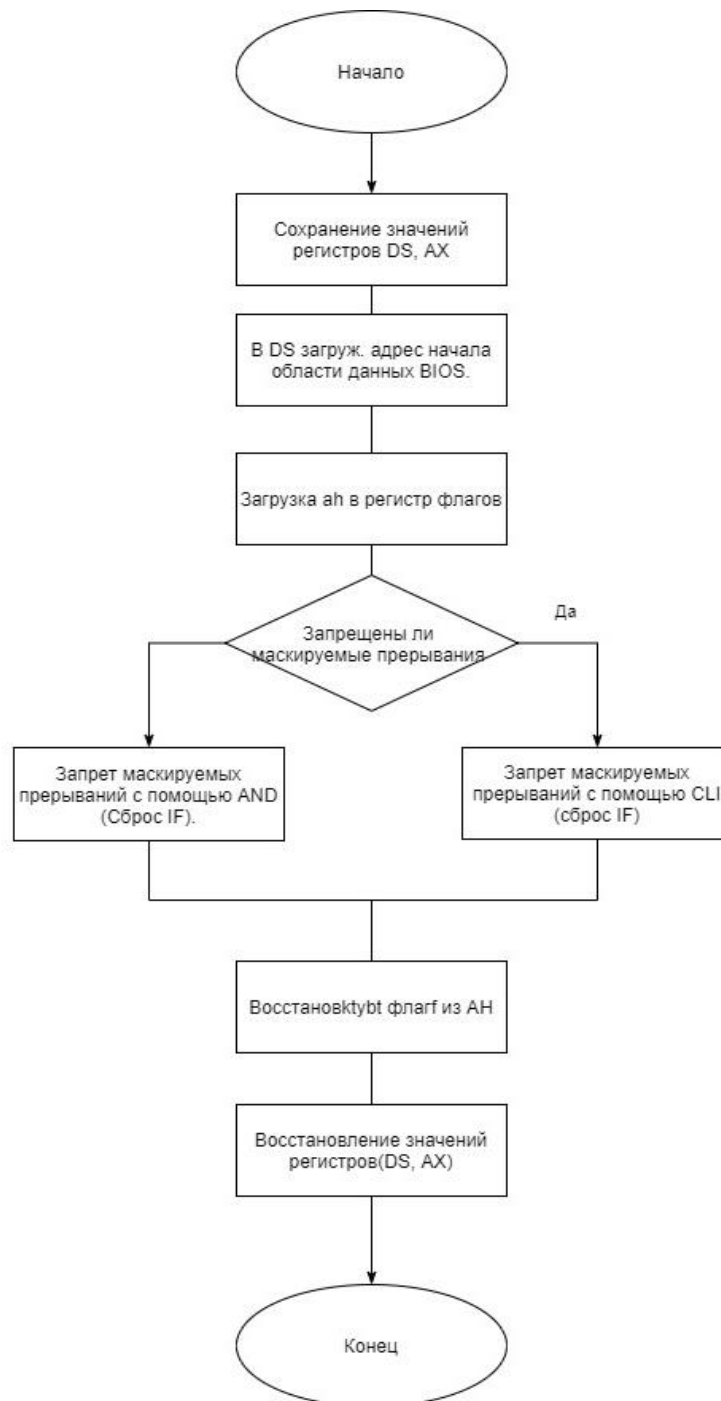 Начало
Сохранение значений
регистров DS, AX
В DS загруж. адрес начала
области данных BIOS.
Загрузка ah в регистр флагов
Да
Запрещены ли
маскируемые прерывания
Запрет маскируемых
прерываний с помощью AND
(Сброс IF).
Запрет маскируемых
прерываний с помощью CLI
(сброс IF)
Восстановktybt флагf из AH
Восстановление значений
регистров(DS, AX)
Конец